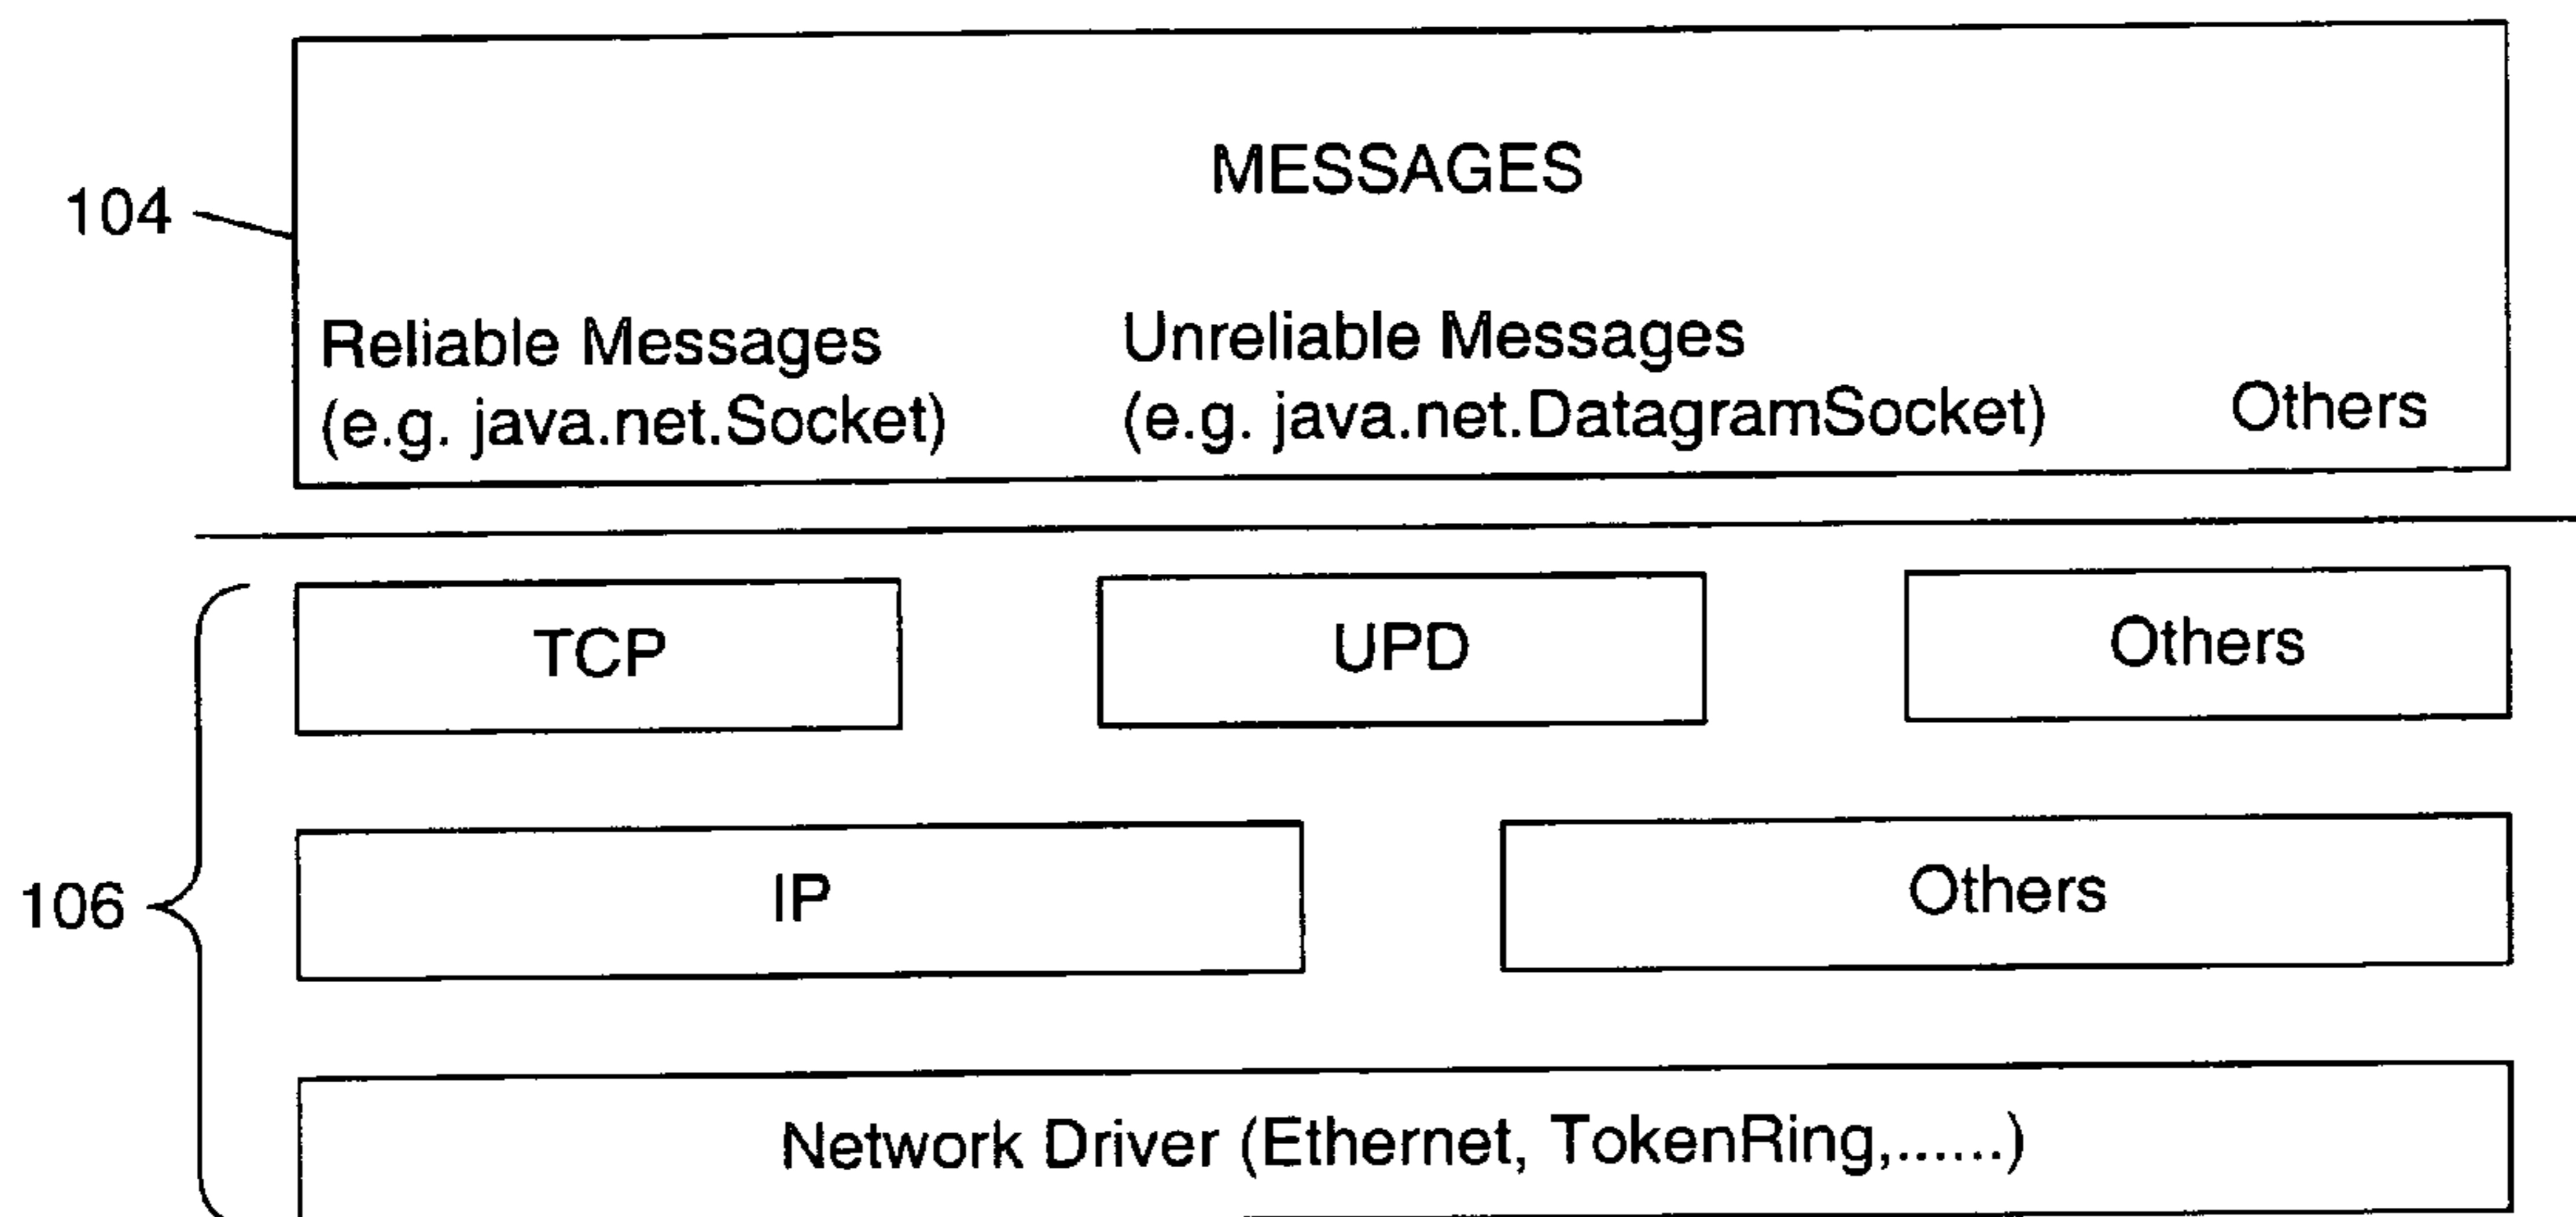 MESSAGES
104
Reliable Messages
(e.g. java.net.Socket)
Unreliable Messages
(e.g. java.net.DatagramSocket)
Others
TCP
UPD
Others
106
IP
Others
Network Driver (Ethernet, TokenRing,......)